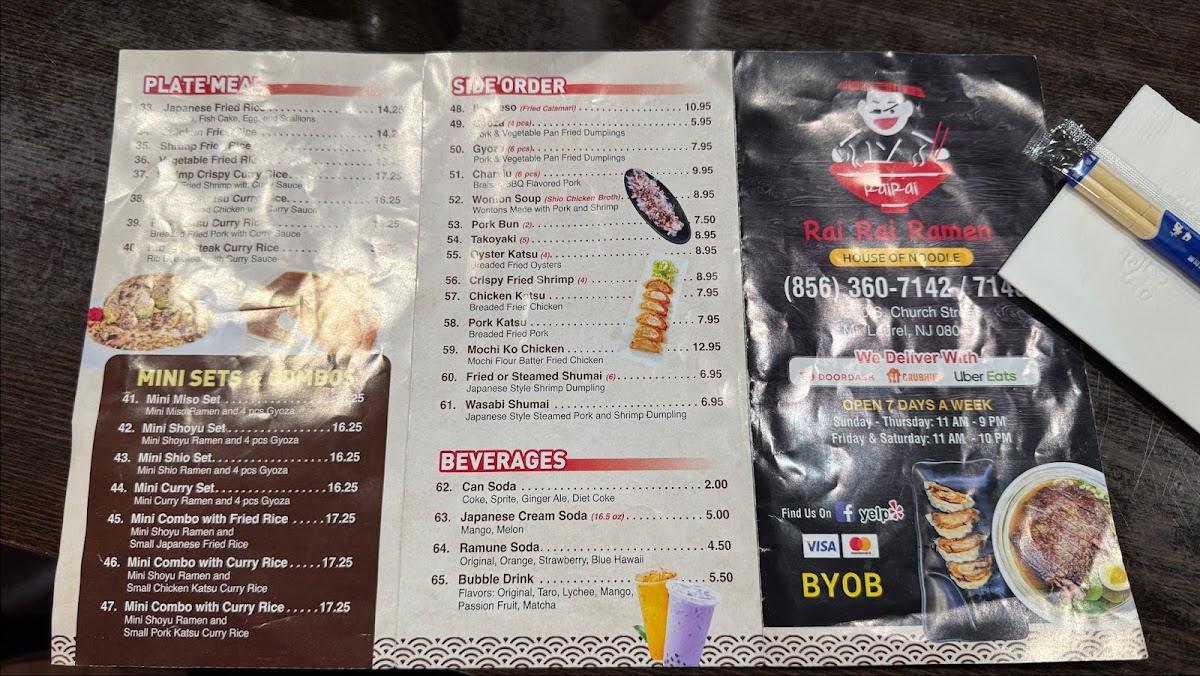 PLATE MEAL
33. Japanese Fried Rice 14.25
Fish Cake, Egg, and Scallions
Chicken Fried Rice 14.2
35. Shrimp Fried Rice
36. Vegetable Fried Ri
37. Crispy Curry Rice 17.25
Fried Shrimp with Curry Sauce
38. Curry Rice 16.25
Chicken with Curry Sauce
39. Curry Rice
Breaded Fried Pork with Curry Sauce
Steak Curry Rice
with Curry Sauce
MINI SETS & COMBOS
41. Mini Miso Set
Mini Miso Ramen and 4 pcs Gyoza
42. Mini Shoyu Set 16.25
Mini Shoyu Ramen and 4 pcs Gyoza
43. Mini Shio Set 16.25
Mini Shio Ramen and 4 pcs Gyoza
44. Mini Curry Set 16.25
Mini Curry Ramen and 4 pcs Gyoza
45. Mini Combo with Fried Rice 17.25
Mini Shoyu Ramen and
Small Japanese Fried Rice
46. Mini Combo with Curry Rice 17.25
Mini Shoyu Ramen and
Small Chicken Katsu Curry Rice
47. Mini Combo with Curry Rice 17.25
Mini Shoyu Ramen and
Small Pork Katsu Curry Rice
SIDE ORDER
48. (Fried Calamari) 10.95
49. Gyoza (4 pcs) 5.95
Pork & Vegetable Pan Fried Dumplings
50. Gyoza (6 pcs) 7.95
Pork & Vegetable Pan Fried Dumplings
51. (6 pcs) 9.95
BBQ Flavored Pork
52. Wonton Soup (Shio Chicken Broth) 8.95
Wontons Made with Pork and Shrimp
53. Pork Bun (2) 7.50
54. Takoyaki (5) 8.95
55. Oyster Katsu (4) 8.95
Breaded Fried Oysters
56. Crispy Fried Shrimp (4) 8.95
57. Chicken Katsu 7.95
Breaded Fried Chicken
58. Pork Katsu 7.95
Breaded Fried Pork
59. Mochi Ko Chicken 12.95
Mochi Flour Batter Fried Chicken
60. Fried or Steamed Shumai (6) 6.95
Japanese Style Shrimp Dumpling
61. Wasabi Shumai 6.95
Japanese Style Steamed Pork and Shrimp Dumpling
BEVERAGES
62. Can Soda 2.00
Coke, Sprite, Ginger Ale, Diet Coke
63. Japanese Cream Soda (16.5 oz) 5.00
Mango, Melon
64. Ramune Soda 4.50
Original, Orange, Strawberry, Blue Hawaii
65. Bubble Drink 5.50
Flavors: Original, Taro, Lychee, Mango,
Passion Fruit, Matcha
RaiRai
Rai Rai Ramen
HOUSE OF NOODLE
(856) 360-7142 / 714
S. Church Street
Mt. Laurel, NJ 080
We Deliver With
DOORDASH GRUBHUB Uber Eats
OPEN 7 DAYS A WEEK
Sunday - Thursday: 11 AM - 9 PM
Friday & Saturday: 11 AM - 10 PM
Find Us On f yelp
VISA mastercard
BYOB